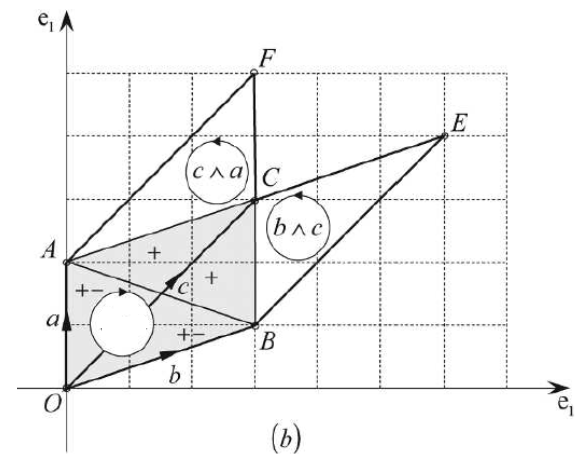 e₁
F
E
c ∧ a
C
b ∧ c
A
+
+
c
+-
a
+-
B
b
O
e₁
(b)